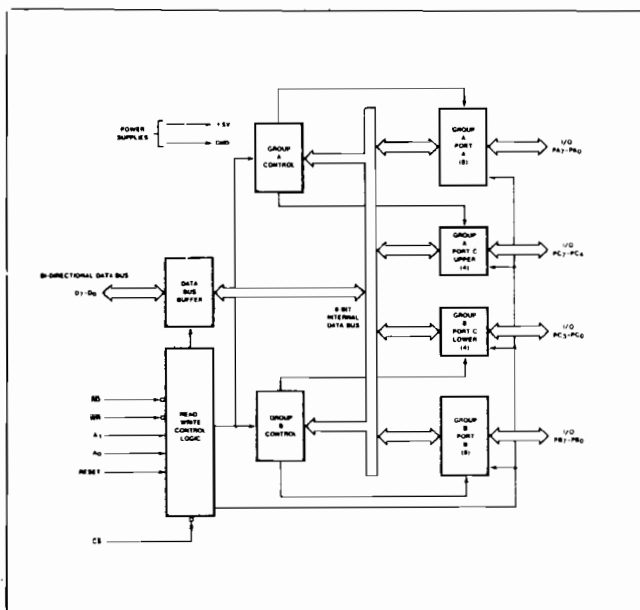 POWER
SUPPLIES
+5V
GND
GROUP
A
CONTROL
GROUP
A
PORT
A
(8)
I/O
PA7-PA0
GROUP
A
PORT C
UPPER
(4)
I/O
PC7-PC4
BI-DIRECTIONAL DATA BUS
D7-D0
DATA
BUS
BUFFER
8-BIT
INTERNAL
DATA BUS
GROUP
B
PORT C
LOWER
(4)
I/O
PC3-PC0
RD
WR
A1
A0
RESET
READ
WRITE
CONTROL
LOGIC
GROUP
B
CONTROL
GROUP
B
PORT
B
(8)
I/O
PB7-PB0
CS